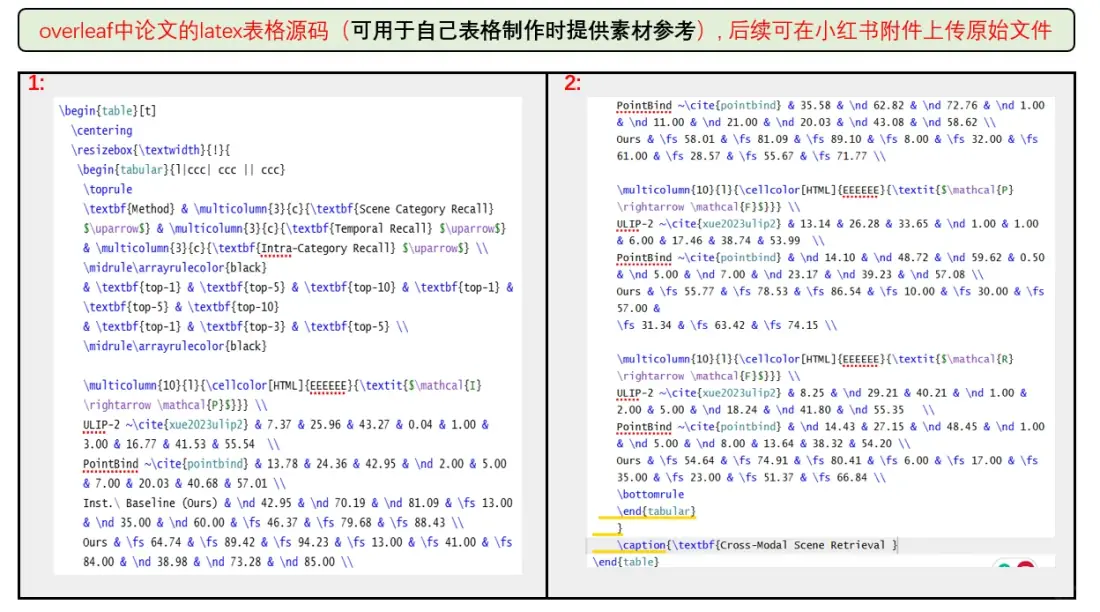 overleaf中论文的latex表格源码（可用于自己表格制作时提供素材参考）, 后续可在小红书附件上传原始文件
1:
\begin{table}[t]
\centering
\resizebox{\textwidth}{!}{
\begin{tabular}{l|ccc| ccc || ccc}
\toprule
\textbf{Method} & \multicolumn{3}{c}{\textbf{Scene Category Recall}
$\uparrow$} & \multicolumn{3}{c}{\textbf{Temporal Recall} $\uparrow$}
& \multicolumn{3}{c}{\textbf{Intra-Category Recall} $\uparrow$} \\
\midrule\arrayrulecolor{black}
& \textbf{top-1} & \textbf{top-5} & \textbf{top-10} & \textbf{top-1} &
\textbf{top-5} & \textbf{top-10}
& \textbf{top-1} & \textbf{top-3} & \textbf{top-5} \\
\midrule\arrayrulecolor{black}
\multicolumn{10}{l}{\cellcolor[HTML]{EEEEEE}{\textit{$\mathcal{I}
\rightarrow \mathcal{P}$}}} \\
ULIP-2 ~\cite{xue2023ulip2} & 7.37 & 25.96 & 43.27 & 0.04 & 1.00 &
3.00 & 16.77 & 41.53 & 55.54 \\
PointBind ~\cite{pointbind} & 13.78 & 24.36 & 42.95 & \nd 2.00 & 5.00
& 7.00 & 20.03 & 40.68 & 57.01 \\
Inst.\ Baseline (Ours) & \nd 42.95 & \nd 70.19 & \nd 81.09 & \fs 13.00
& \nd 35.00 & \nd 60.00 & \fs 46.37 & \fs 79.68 & \fs 88.43 \\
Ours & \fs 64.74 & \fs 89.42 & \fs 94.23 & \fs 13.00 & \fs 41.00 & \fs
84.00 & \nd 38.98 & \nd 73.28 & \nd 85.00 \\
2:
PointBind ~\cite{pointbind} & 35.58 & \nd 62.82 & \nd 72.76 & \nd 1.00
& \nd 11.00 & \nd 21.00 & \nd 20.03 & \nd 43.08 & \nd 58.62 \\
Ours & \fs 58.01 & \fs 81.09 & \fs 89.10 & \fs 8.00 & \fs 32.00 & \fs
61.00 & \fs 28.57 & \fs 55.67 & \fs 71.77 \\
\multicolumn{10}{l}{\cellcolor[HTML]{EEEEEE}{\textit{$\mathcal{P}
\rightarrow \mathcal{F}$}}} \\
ULIP-2 ~\cite{xue2023ulip2} & 13.14 & 26.28 & 33.65 & \nd 1.00 & 1.00
& 6.00 & 17.46 & 38.74 & 53.99 \\
PointBind ~\cite{pointbind} & \nd 14.10 & \nd 48.72 & \nd 59.62 & 0.50
& \nd 5.00 & \nd 7.00 & \nd 23.17 & \nd 39.23 & \nd 57.08 \\
Ours & \fs 55.77 & \fs 78.53 & \fs 86.54 & \fs 10.00 & \fs 30.00 & \fs
57.00 &
\fs 31.34 & \fs 63.42 & \fs 74.15 \\
\multicolumn{10}{l}{\cellcolor[HTML]{EEEEEE}{\textit{$\mathcal{R}
\rightarrow \mathcal{F}$}}} \\
ULIP-2 ~\cite{xue2023ulip2} & 8.25 & \nd 29.21 & 40.21 & \nd 1.00 &
2.00 & 5.00 & \nd 18.24 & \nd 41.80 & \nd 55.35 \\
PointBind ~\cite{pointbind} & \nd 14.43 & 27.15 & \nd 48.45 & \nd 1.00
& \nd 5.00 & \nd 8.00 & 13.64 & 38.32 & 54.20 \\
Ours & \fs 54.64 & \fs 74.91 & \fs 80.41 & \fs 6.00 & \fs 17.00 & \fs
35.00 & \fs 23.00 & \fs 51.37 & \fs 66.84 \\
\bottomrule
\end{tabular}
}
\caption{\textbf{Cross-Modal Scene Retrieval }
\end{table}